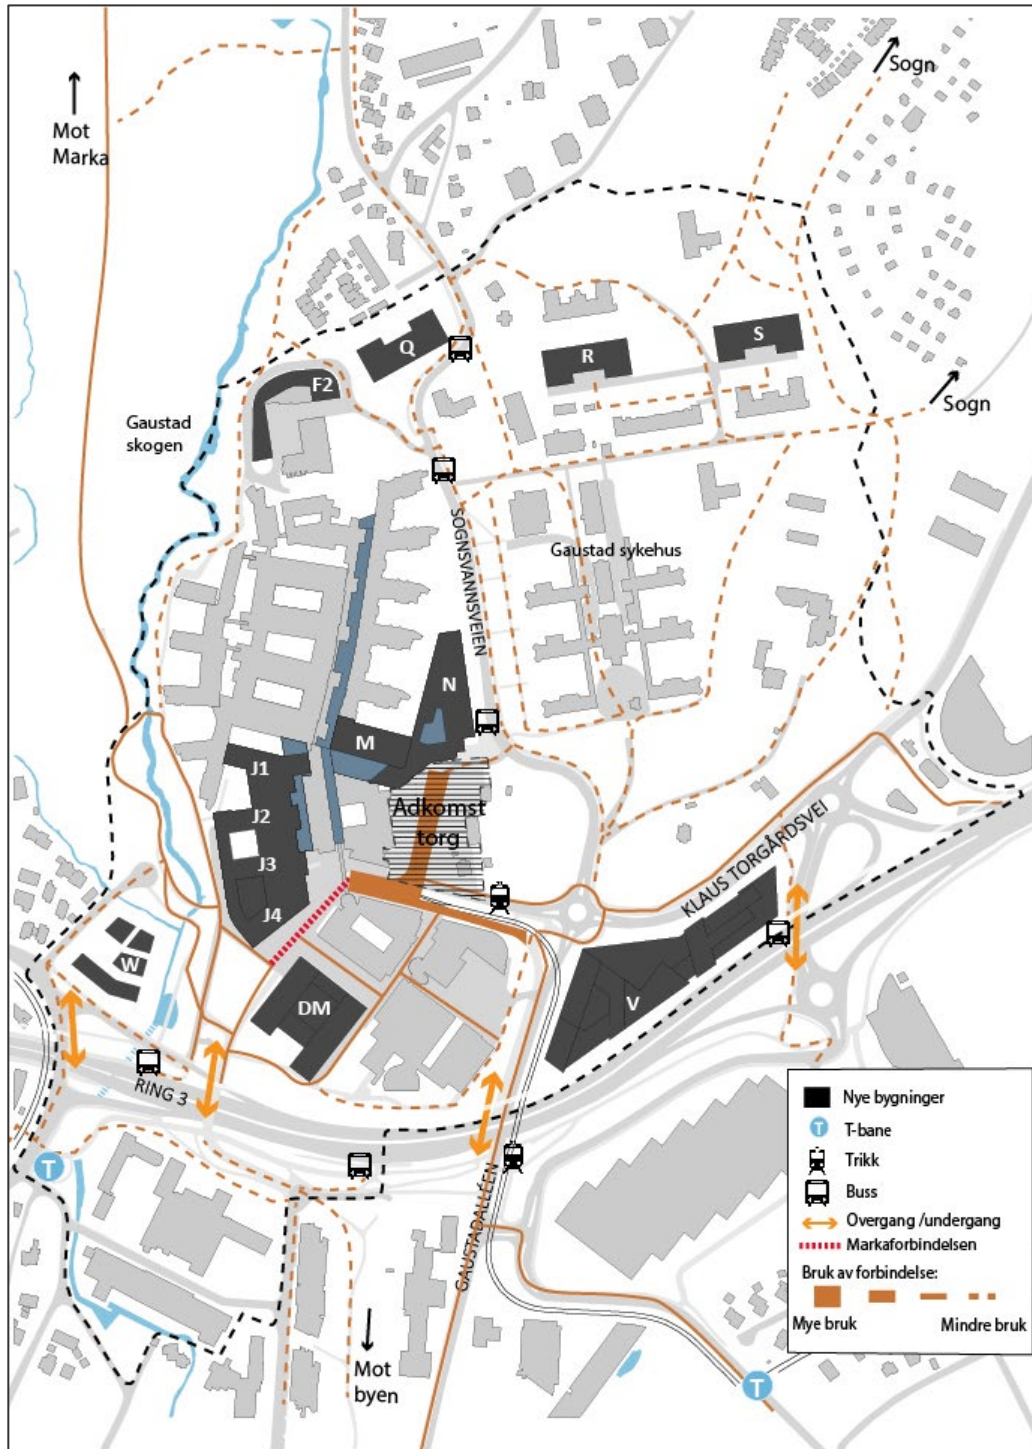 Sogn
Mot
Marka
Q
R
S
F2
Sogn
Gaustad
skogen
SOGNSVANNSVEIEN
Gaustad sykehus
N
M
J1
J2
Adkomst
torg
KLAUS TORGÅRDSVEI
J3
J4
W
DM
V
RING 3
T
GAUSTADALLÉEN
Mot
byen
T
Nye bygninger
T T-bane
Trikk
Buss
Overgang /undergang
Markaforbindelsen
Bruk av forbindelse:
Mye bruk Mindre bruk